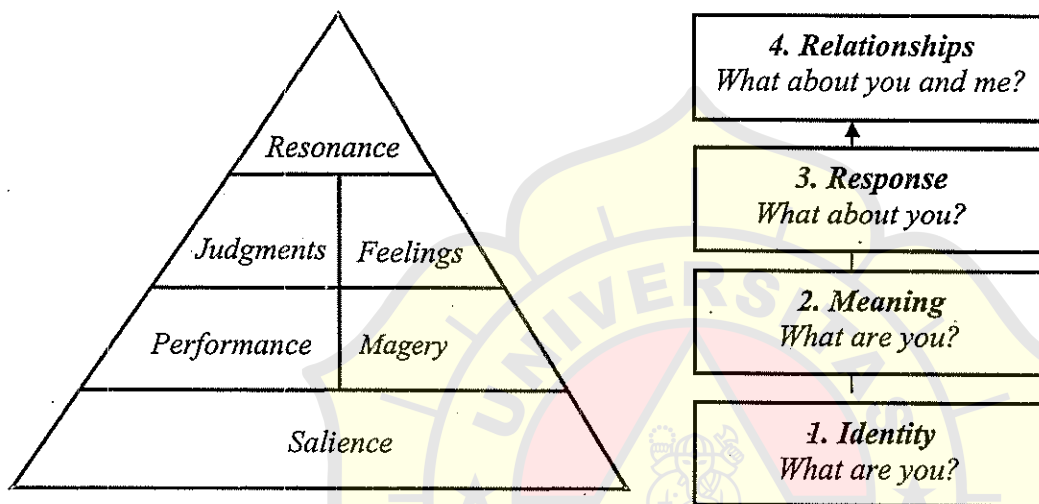 Resonance
Judgments
Feelings
Performance
Magery
Salience
4. Relationships
What about you and me?
3. Response
What about you?
2. Meaning
What are you?
1. Identity
What are you?
UNIVERSITAS